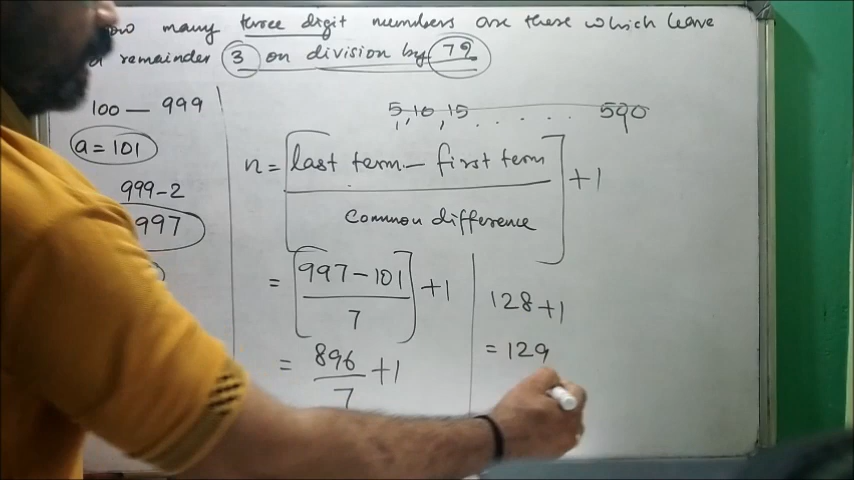 How many three digit numbers are there which leave
a remainder 3 on division by 7?
100 — 999
a = 101
999-2
997
5, 10, 15 . . . . . 590
n = [last term - first term / Common difference] + 1
= [997 - 101 / 7] + 1
= 896 / 7 + 1
128 + 1
= 129